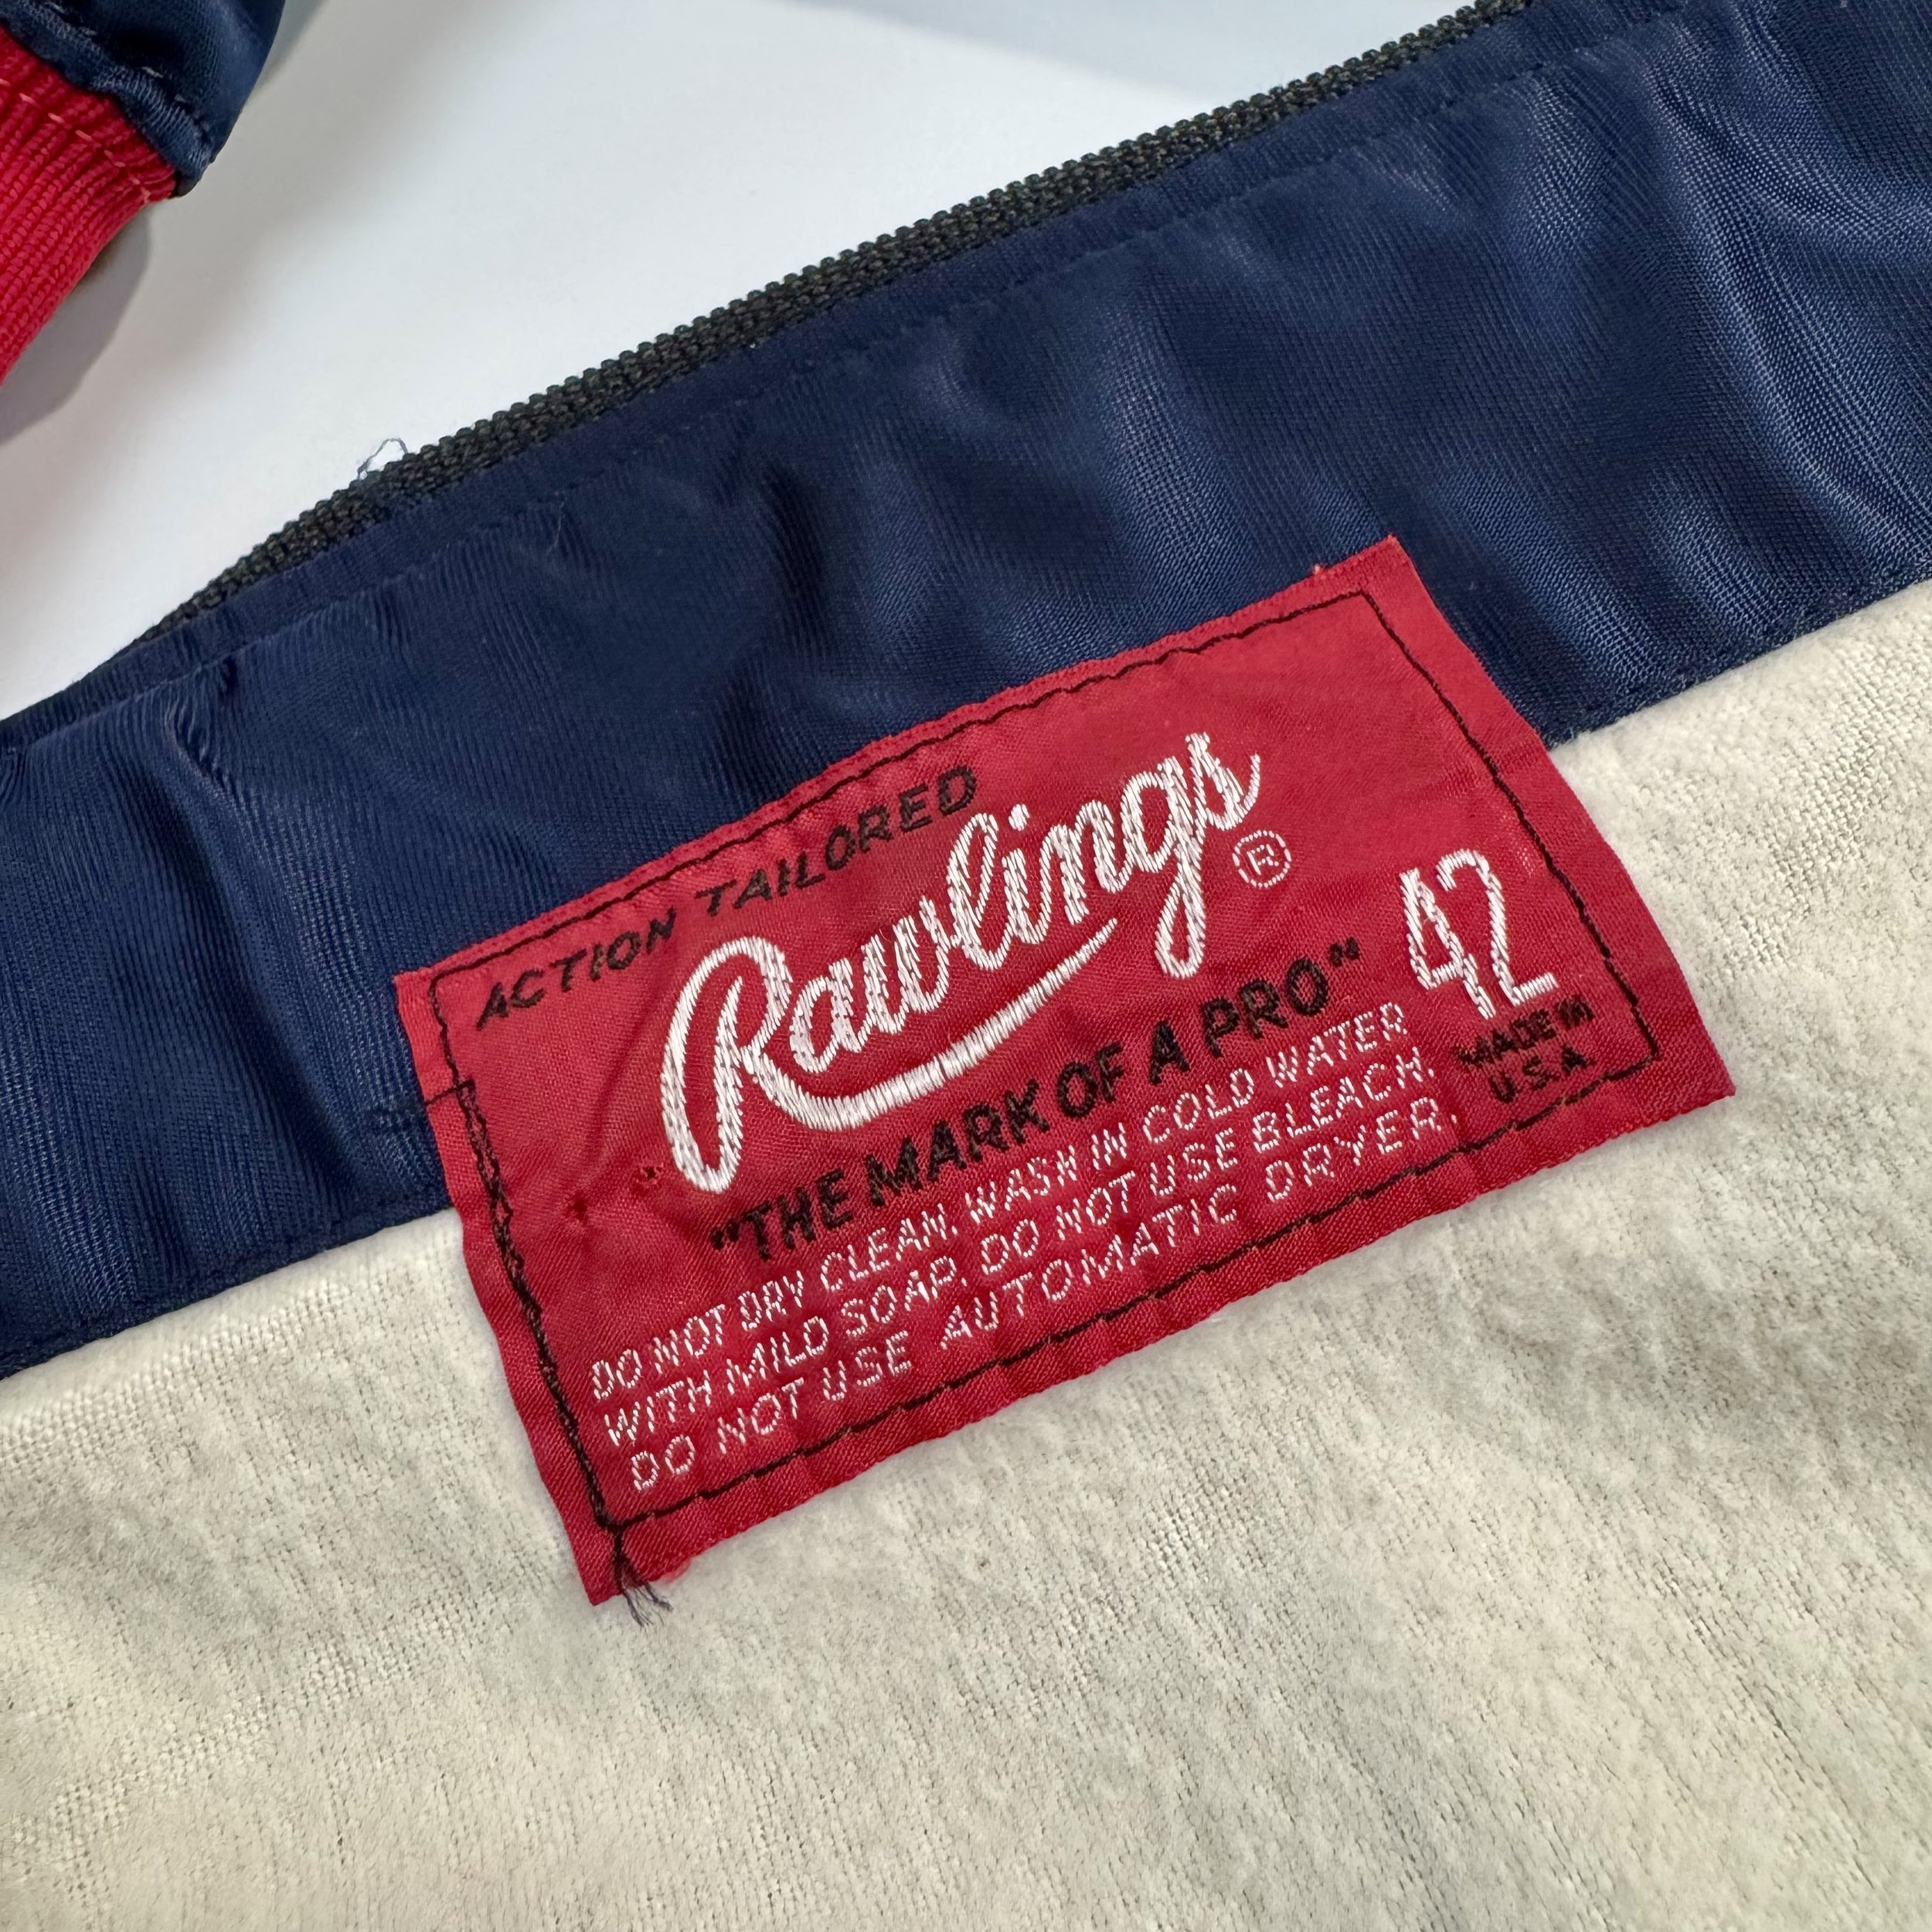 ACTION TAILORED
Rawlings®
42
"THE MARK OF A PRO"
MADE IN
U.S.A.
DO NOT DRY CLEAN. WASH IN COLD WATER
WITH MILD SOAP. DO NOT USE BLEACH.
DO NOT USE AUTOMATIC DRYER.